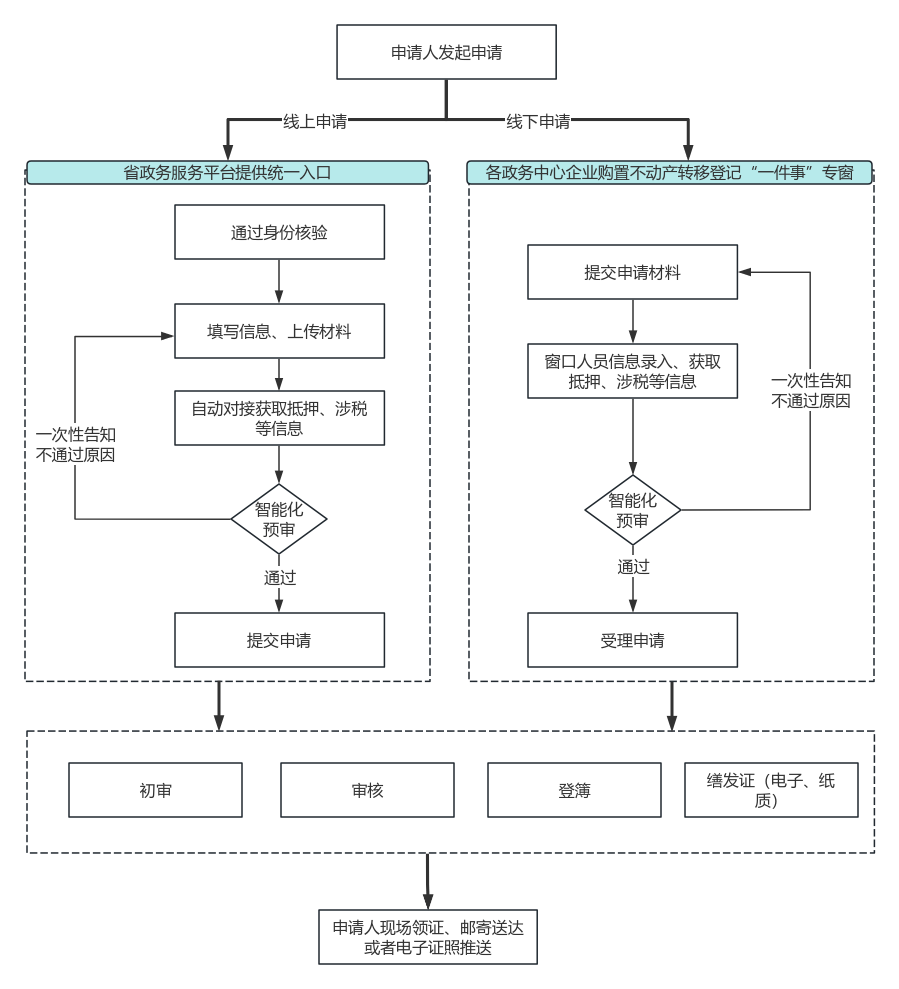 申请人发起申请
线上申请
线下申请
省政务服务平台提供统一入口
通过身份核验
填写信息、上传材料
自动对接获取抵押、涉税
等信息
一次性告知
不通过原因
智能化
预审
通过
提交申请
各政务中心企业购置不动产转移登记“一件事”专窗
提交申请材料
窗口人员信息录入、获取
抵押、涉税等信息
一次性告知
不通过原因
智能化
预审
通过
受理申请
初审
审核
登簿
缮发证（电子、纸
质）
申请人现场领证、邮寄送达
或者电子证照推送